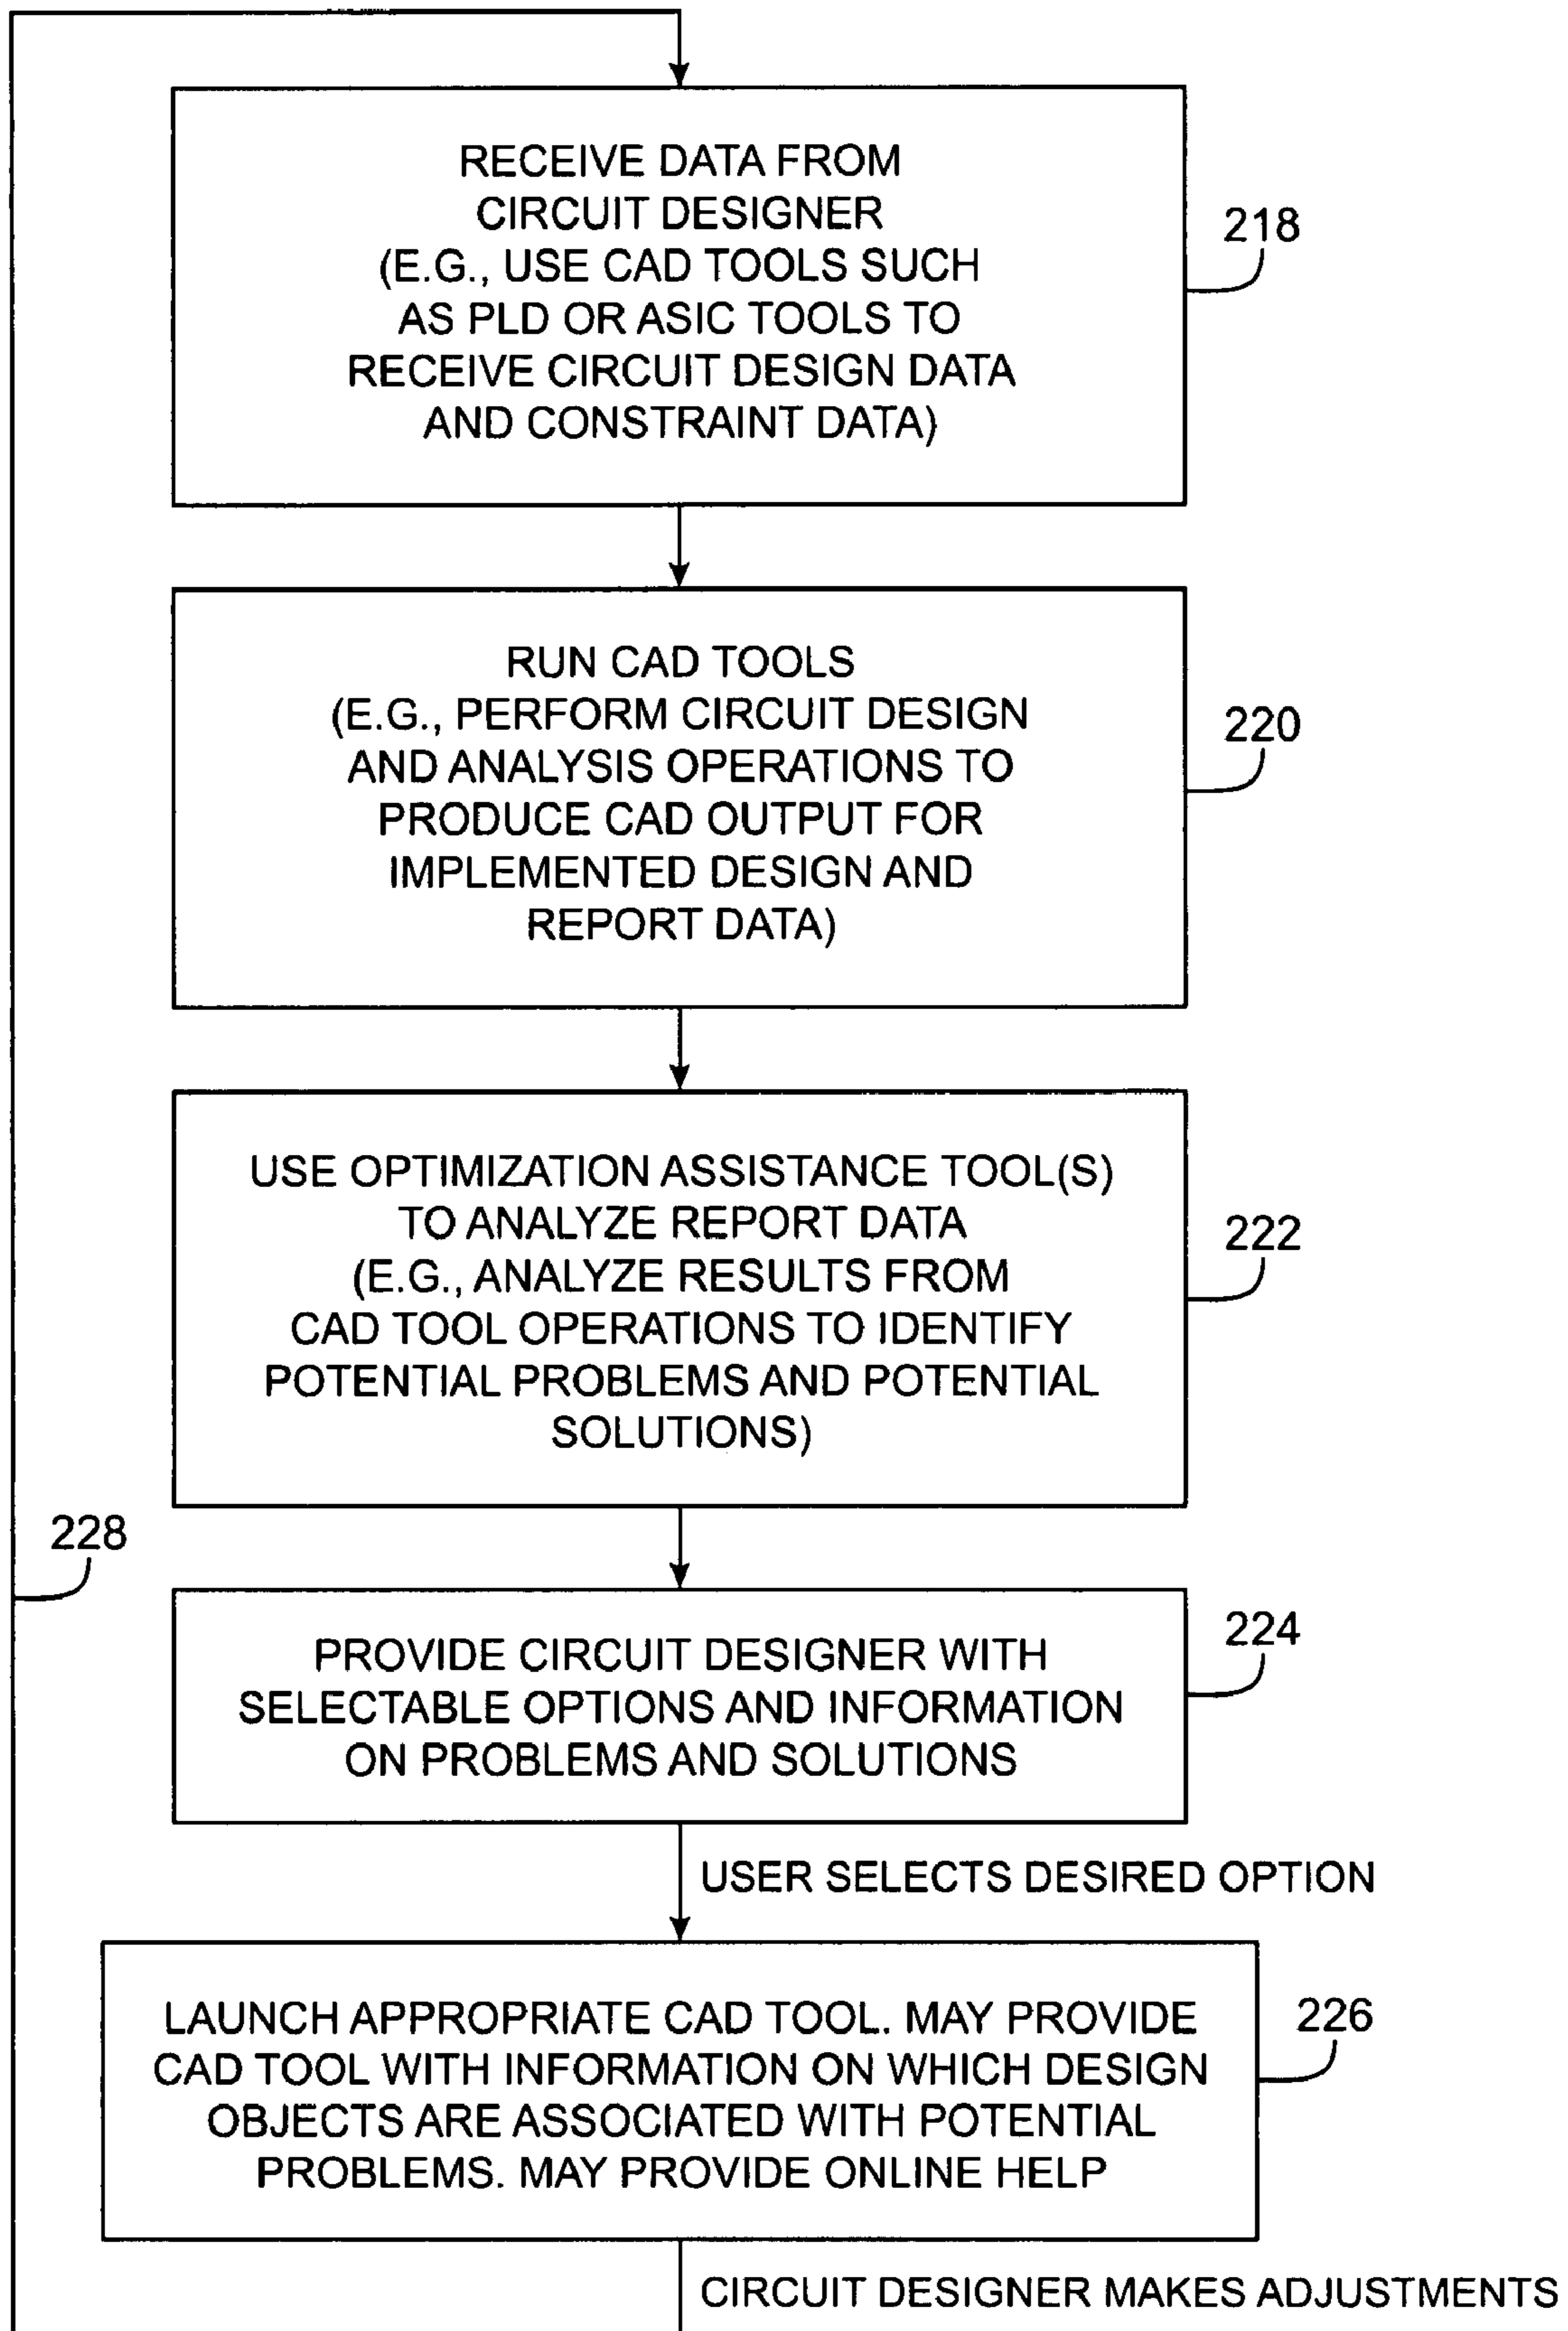 RECEIVE DATA FROM
CIRCUIT DESIGNER
(E.G., USE CAD TOOLS SUCH
AS PLD OR ASIC TOOLS TO
RECEIVE CIRCUIT DESIGN DATA
AND CONSTRAINT DATA)
218
RUN CAD TOOLS
(E.G., PERFORM CIRCUIT DESIGN
AND ANALYSIS OPERATIONS TO
PRODUCE CAD OUTPUT FOR
IMPLEMENTED DESIGN AND
REPORT DATA)
220
USE OPTIMIZATION ASSISTANCE TOOL(S)
TO ANALYZE REPORT DATA
(E.G., ANALYZE RESULTS FROM
CAD TOOL OPERATIONS TO IDENTIFY
POTENTIAL PROBLEMS AND POTENTIAL
SOLUTIONS)
222
228
PROVIDE CIRCUIT DESIGNER WITH
SELECTABLE OPTIONS AND INFORMATION
ON PROBLEMS AND SOLUTIONS
224
USER SELECTS DESIRED OPTION
LAUNCH APPROPRIATE CAD TOOL. MAY PROVIDE
CAD TOOL WITH INFORMATION ON WHICH DESIGN
OBJECTS ARE ASSOCIATED WITH POTENTIAL
PROBLEMS. MAY PROVIDE ONLINE HELP
226
CIRCUIT DESIGNER MAKES ADJUSTMENTS